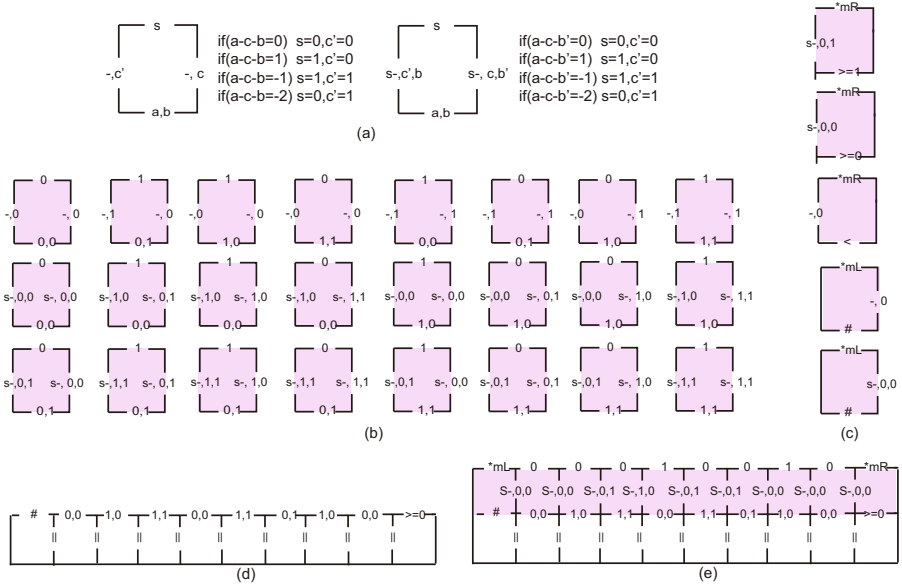 s
-,c'
-, c
a,b
if(a-c-b=0) s=0,c'=0
if(a-c-b=1) s=1,c'=0
if(a-c-b=-1) s=1,c'=1
if(a-c-b=-2) s=0,c'=1
s
s-,c',b
s-, c,b'
a,b
if(a-c-b'=0) s=0,c'=0
if(a-c-b'=1) s=1,c'=0
if(a-c-b'=-1) s=1,c'=1
if(a-c-b'=-2) s=0,c'=1
(a)
0 1 1 0 1 0 0 1
-,0 -, 0 -,1 -, 0 -,0 -, 0 -,0 -, 0 -,1 -, 1 -,1 -, 1 -,0 -, 1 -,1 -, 1
0,0 0,1 1,0 1,1 0,0 0,1 1,0 1,1
0 1 1 0 1 0 0 1
s-,0,0 s-, 0,0 s-,1,0 s-, 0,1 s-,1,0 s-, 1,0 s-,1,0 s-, 1,1 s-,0,0 s-, 0,0 s-,0,0 s-, 0,1 s-,0,0 s-, 1,0 s-,1,0 s-, 1,1
0,0 0,0 0,0 0,0 1,0 1,0 1,0 1,0
0 1 1 0 1 0 0 1
s-,0,1 s-, 0,0 s-,1,1 s-, 0,1 s-,1,1 s-, 1,0 s-,1,1 s-, 1,1 s-,0,1 s-, 0,0 s-,0,1 s-, 0,1 s-,0,1 s-, 1,0 s-,1,1 s-, 1,1
0,1 0,1 0,1 0,1 1,1 1,1 1,1 1,1
(b)
*mR
s-,0,1
>=1
*mR
s-,0,0
>=0
*mR
-,0
<
*mL
-, 0
#
*mL
s-,0,0
#
(c)
# 0,0 1,0 1,1 0,0 1,1 0,1 1,0 0,0 >=0
= = = = = = = = =
(d)
*mL 0 0 0 1 0 0 1 0 *mR
S-,0,0 S-,0,0 S-,0,1 S-,1,0 S-,0,1 S-,0,1 S-,0,0 S-,0,0 S-,0,0
# 0,0 1,0 1,1 0,0 1,1 0,1 1,0 0,0 >=0
= = = = = = = = =
(e)